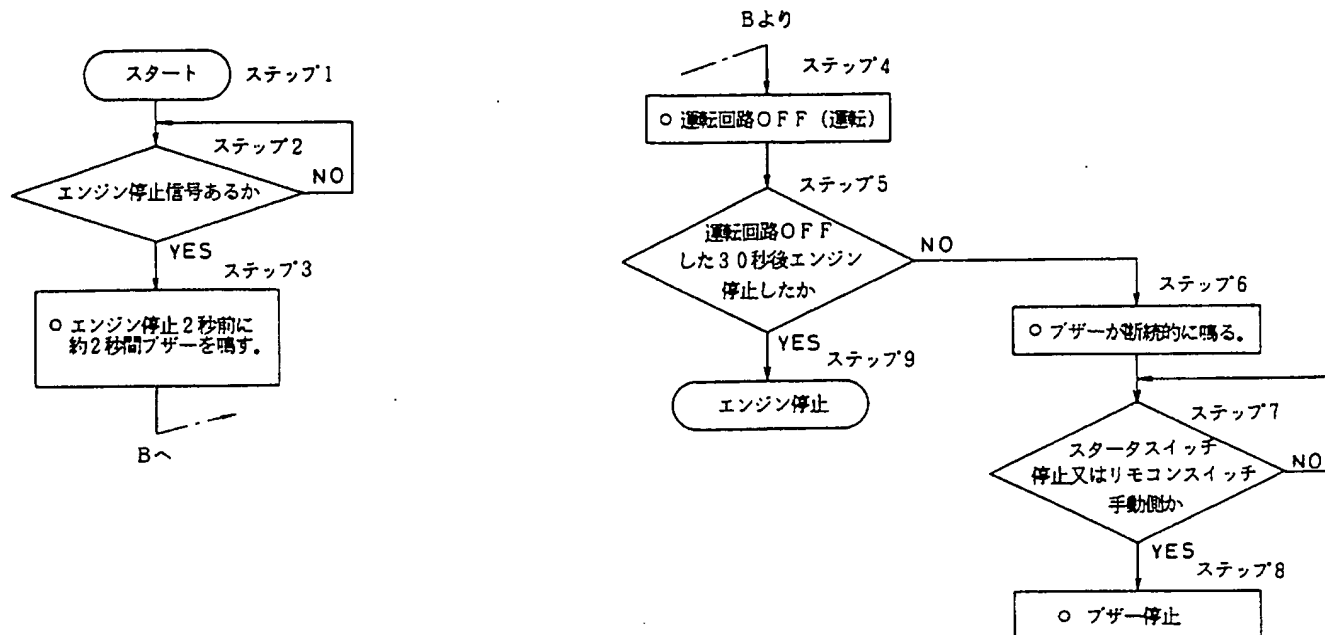 スタート
ステップ1
ステップ2
エンジン停止信号あるか
NO
YES
ステップ3
○ エンジン停止2秒前に
約2秒間ブザーを鳴す。
Bへ
Bより
ステップ4
○ 運転回路OFF (運転)
ステップ5
運転回路OFF
した30秒後エンジン
停止したか
NO
YES
ステップ9
エンジン停止
ステップ6
○ ブザーが断続的に鳴る。
ステップ7
スタータスイッチ
停止又はリモコンスイッチ
手動側か
NO
YES
ステップ8
○ ブザー停止